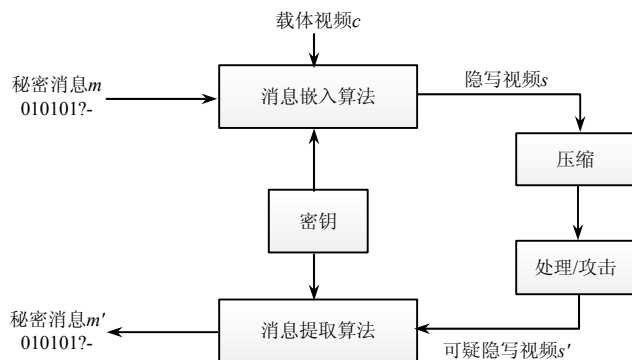 载体视频c
秘密消息m
010101?-
消息嵌入算法
隐写视频s
压缩
密钥
处理/攻击
秘密消息m′
010101?-
消息提取算法
可疑隐写视频s′